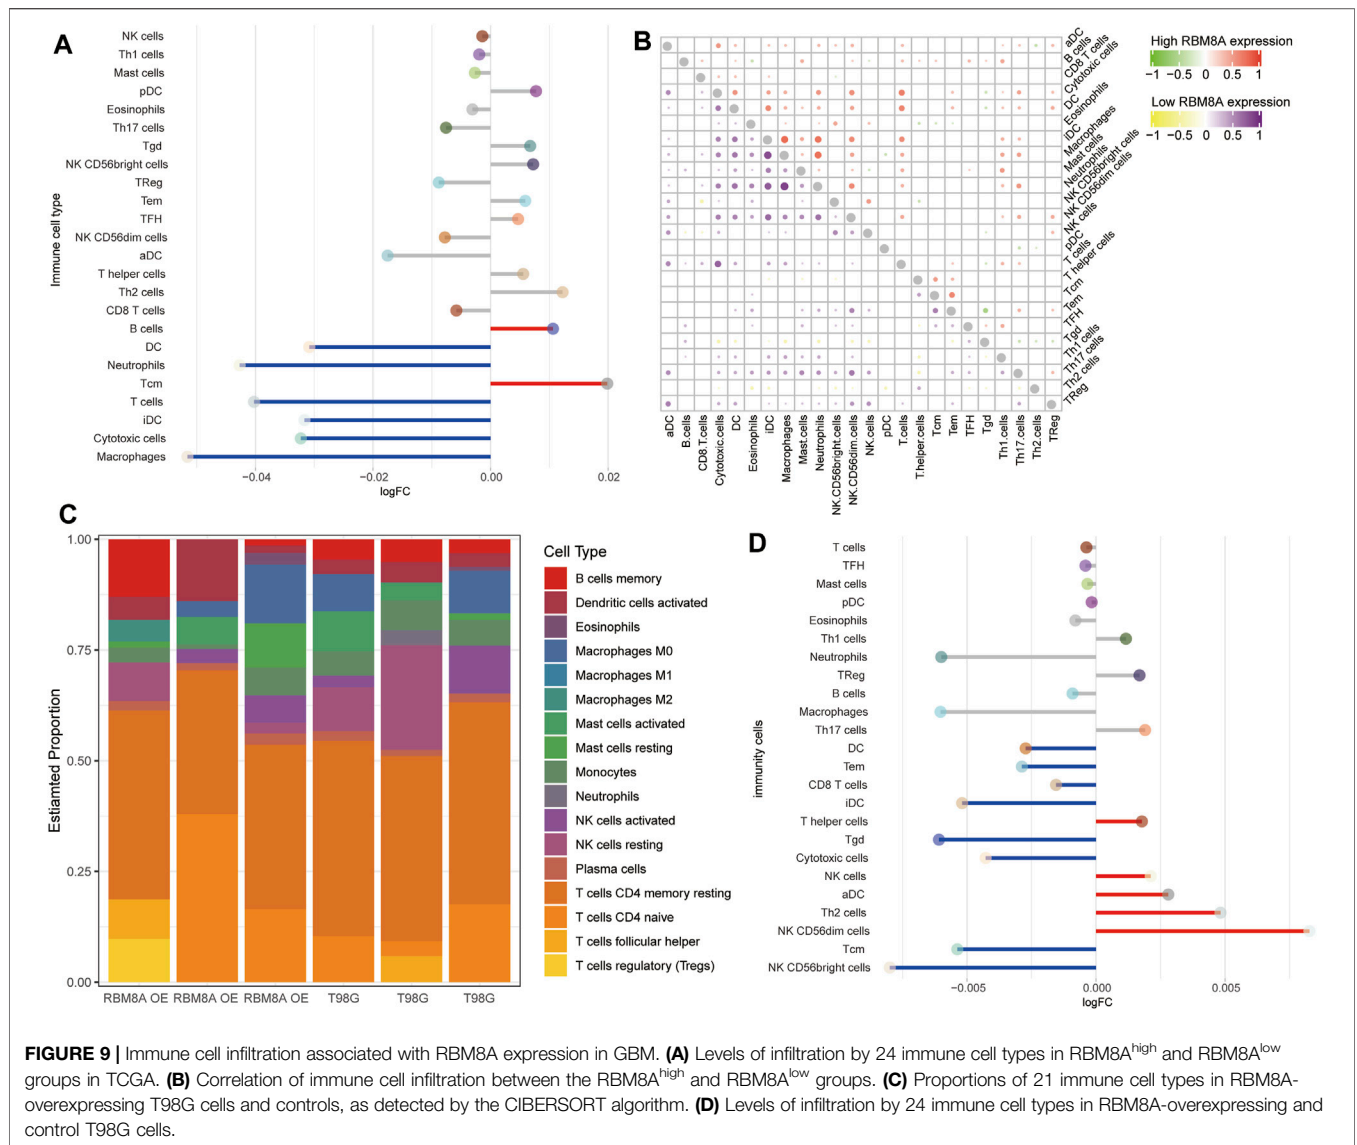 A
NK cells
Th1 cells
Mast cells
pDC
Eosinophils
Th17 cells
Tgd
NK CD56bright cells
TReg
Tem
TFH
NK CD56dim cells
aDC
T helper cells
Th2 cells
CD8 T cells
B cells
DC
Neutrophils
Tcm
T cells
iDC
Cytotoxic cells
Macrophages
Immune cell type
−0.04
−0.02
0.00
0.02
logFC
B
aDC
B cells
CD8 T cells
Cytotoxic cells
DC
Eosinophils
iDC
Macrophages
Mast cells
Neutrophils
NK CD56bright cells
NK CD56dim cells
NK cells
pDC
T cells
T helper cells
Tcm
Tem
TFH
Tgd
Th1 cells
Th17 cells
Th2 cells
TReg
aDC
B.cells
CD8.T.cells
Cytotoxic.cells
DC
Eosinophils
iDC
Macrophages
Mast.cells
Neutrophils
NK.CD56bright.cells
NK.CD56dim.cells
NK.cells
pDC
T.cells
T.helper.cells
Tcm
Tem
TFH
Tgd
Th1.cells
Th17.cells
Th2.cells
TReg
High RBM8A expression
−1 −0.5 0 0.5 1
Low RBM8A expression
−1 −0.5 0 0.5 1
C
Estiamted Proportion
1.00
0.75
0.50
0.25
0.00
RBM8A OE RBM8A OE RBM8A OE T98G T98G T98G
Cell Type
B cells memory
Dendritic cells activated
Eosinophils
Macrophages M0
Macrophages M1
Macrophages M2
Mast cells activated
Mast cells resting
Monocytes
Neutrophils
NK cells activated
NK cells resting
Plasma cells
T cells CD4 memory resting
T cells CD4 naive
T cells follicular helper
T cells regulatory (Tregs)
D
T cells
TFH
Mast cells
pDC
Eosinophils
Th1 cells
Neutrophils
TReg
B cells
Macrophages
Th17 cells
DC
Tem
CD8 T cells
iDC
T helper cells
Tgd
Cytotoxic cells
NK cells
aDC
Th2 cells
NK CD56dim cells
Tcm
NK CD56bright cells
immunity cells
−0.005
0.000
0.005
logFC
FIGURE 9 | Immune cell infiltration associated with RBM8A expression in GBM. (A) Levels of infiltration by 24 immune cell types in RBM8Ahigh and RBM8Alow
groups in TCGA. (B) Correlation of immune cell infiltration between the RBM8Ahigh and RBM8Alow groups. (C) Proportions of 21 immune cell types in RBM8A-
overexpressing T98G cells and controls, as detected by the CIBERSORT algorithm. (D) Levels of infiltration by 24 immune cell types in RBM8A-overexpressing and
control T98G cells.